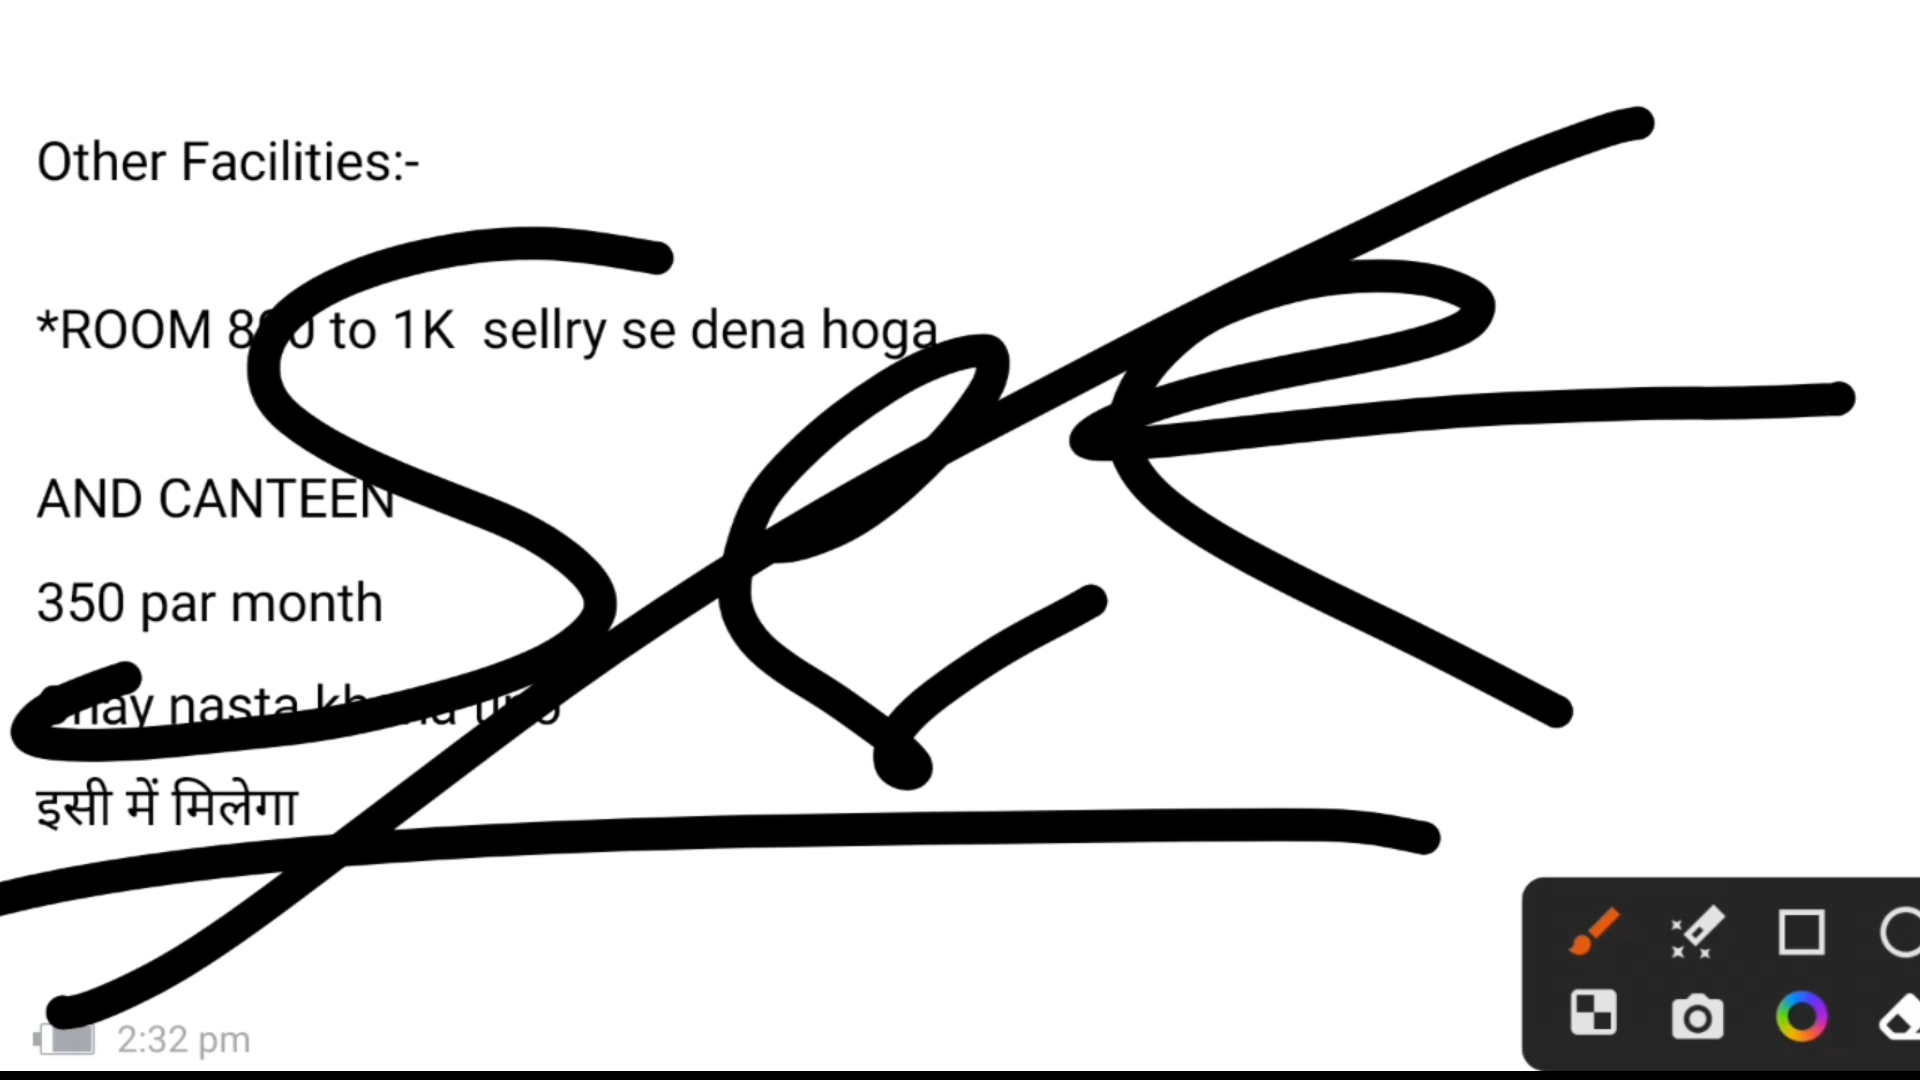 Other Facilities:-
*ROOM to 1K sellry se dena hoga
AND CANTEEN
350 par month
nasta
इसी में मिलेगा
2:32 pm